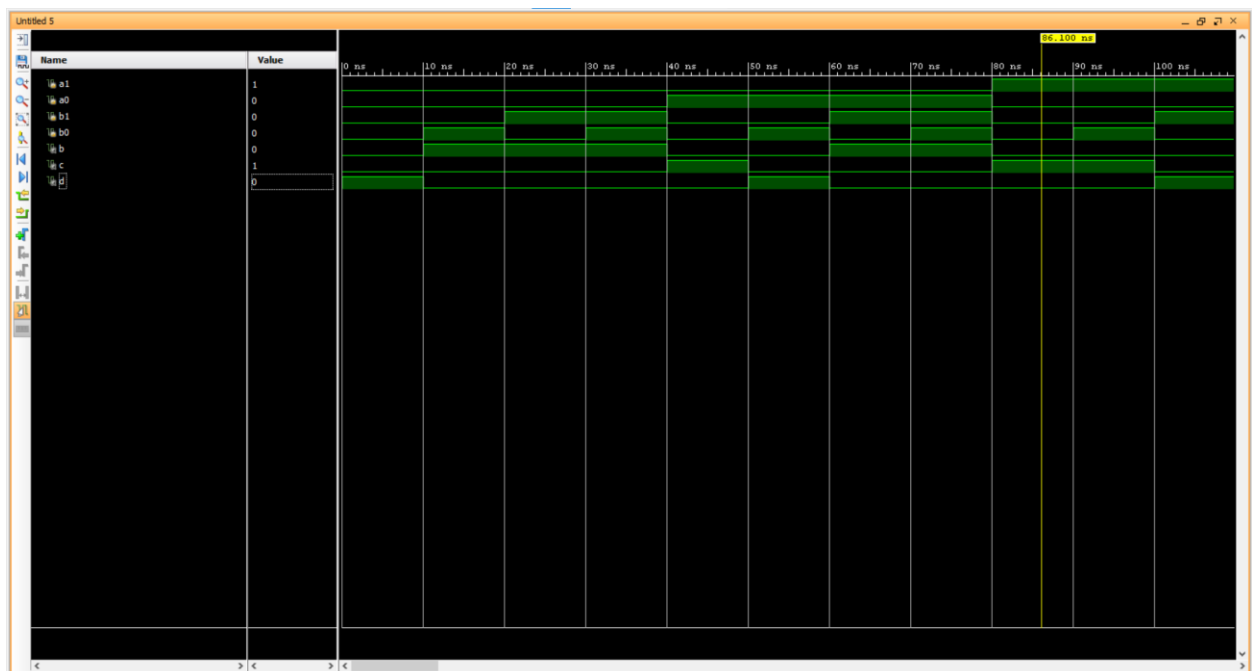 Untitled 5
86.100 ns
Name Value
0 ns 10 ns 20 ns 30 ns 40 ns 50 ns 60 ns 70 ns 80 ns 90 ns 100 ns
a1 1
a0 0
b1 0
b0 0
b 0
c 1
d 0